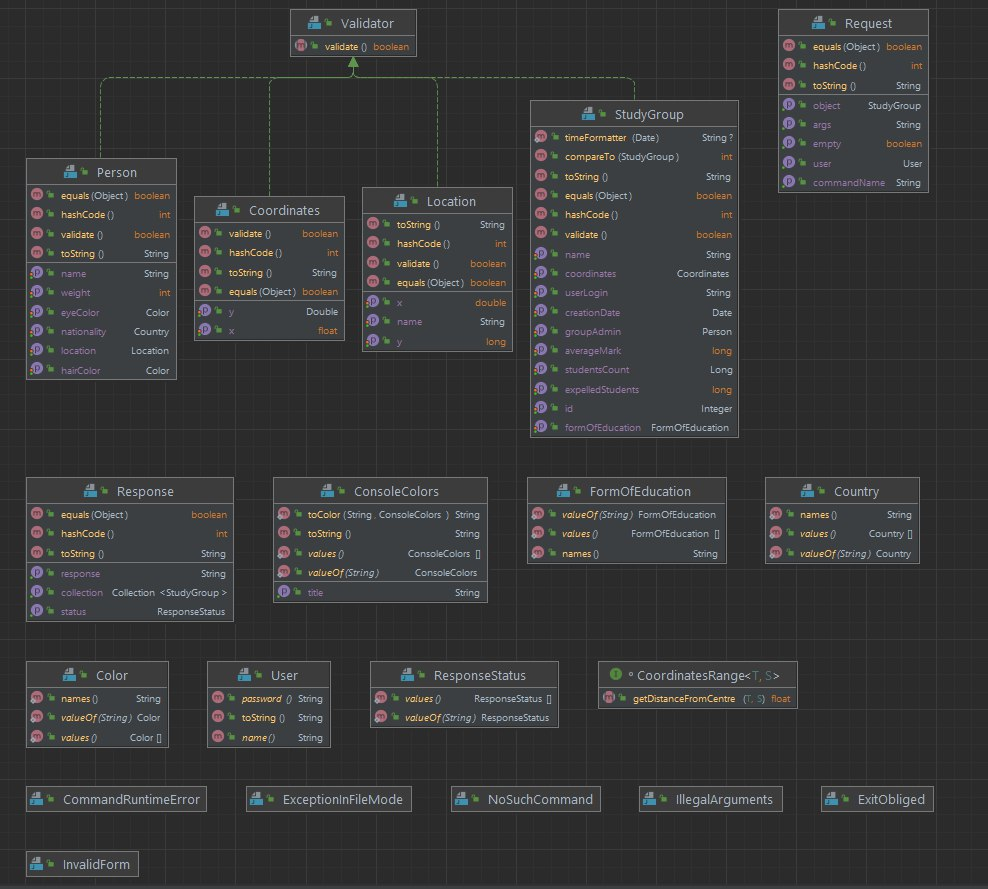 Validator
validate () boolean
Request
equals(Object) boolean
hashCode() int
toString () String
object StudyGroup
args String
empty boolean
user User
commandName String
StudyGroup
timeFormatter (Date) String ?
compareTo (StudyGroup) int
toString () String
equals(Object) boolean
hashCode() int
validate () boolean
name String
coordinates Coordinates
userLogin String
creationDate Date
groupAdmin Person
averageMark long
studentsCount Long
expelledStudents long
id Integer
formOfEducation FormOfEducation
Person
equals(Object) boolean
hashCode() int
validate () boolean
toString () String
name String
weight int
eyeColor Color
nationality Country
location Location
hairColor Color
Coordinates
validate () boolean
hashCode() int
toString () String
equals(Object) boolean
y Double
x float
Location
toString () String
hashCode() int
validate () boolean
equals(Object) boolean
x double
name String
y long
Response
equals(Object) boolean
hashCode() int
toString () String
response String
collection Collection <StudyGroup>
status ResponseStatus
ConsoleColors
toColor (String, ConsoleColors ) String
toString () String
values () ConsoleColors []
valueOf(String) ConsoleColors
title String
FormOfEducation
valueOf(String) FormOfEducation
values () FormOfEducation []
names () String
Country
names () String
values () Country []
valueOf(String) Country
Color
names () String
valueOf(String) Color
values () Color []
User
password () String
toString () String
name() String
ResponseStatus
values () ResponseStatus []
valueOf(String) ResponseStatus
I CoordinatesRange<T, S>
getDistanceFromCentre (T, S) float
CommandRuntimeError
ExceptionInFileMode
NoSuchCommand
IllegalArguments
ExitObliged
InvalidForm